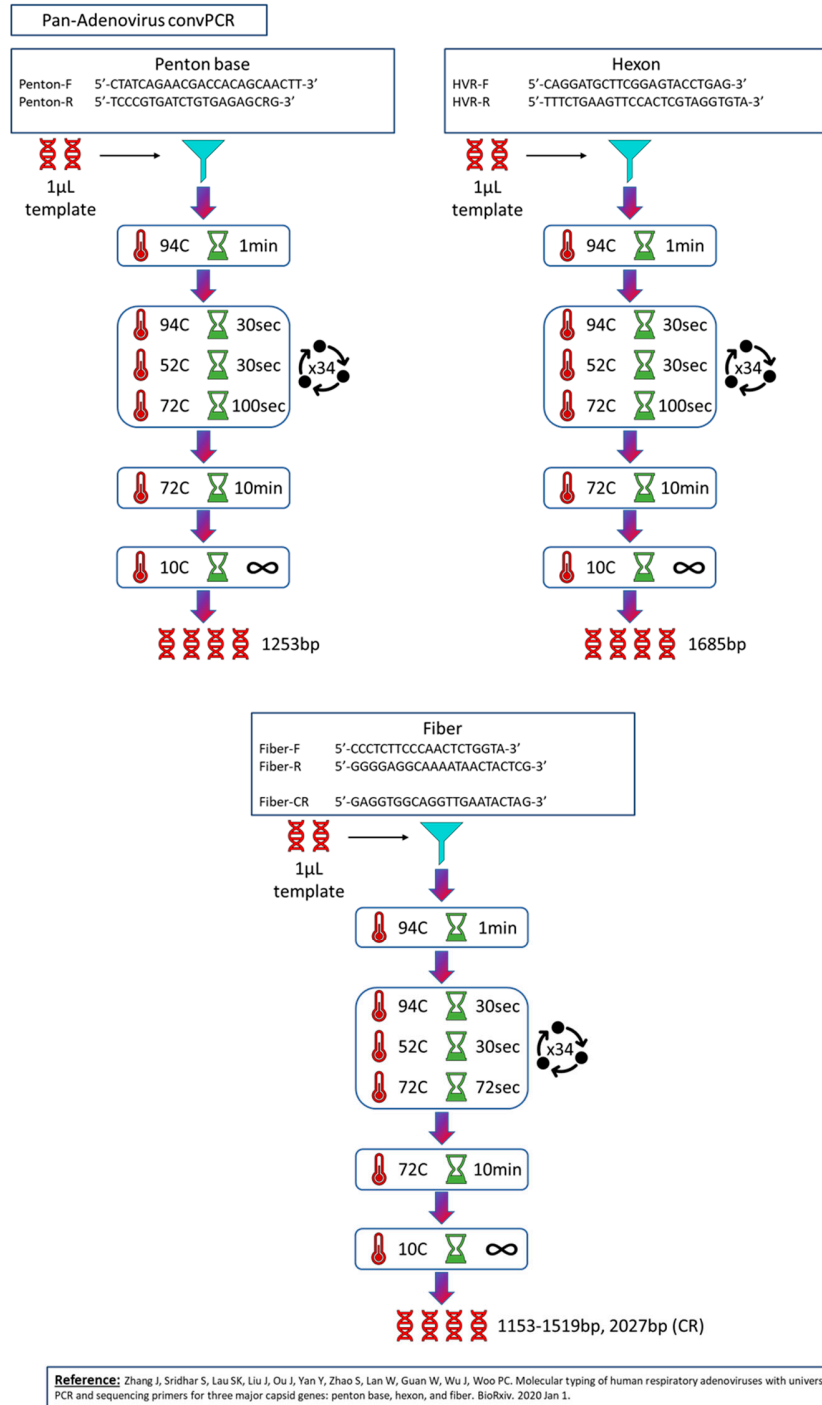 Pan-Adenovirus convPCR
Penton base
Penton-F 5’-CTATCAGAACGACCACAGCAACTT-3’
Penton-R 5’-TCCCGTGATCTGTGAGAGCRG-3’
1µL
template
94C 1min
94C 30sec
52C 30sec
x34
72C 100sec
72C 10min
10C ∞
1253bp
Hexon
HVR-F 5’-CAGGATGCTTCGGAGTACCTGAG-3’
HVR-R 5’-TTTCTGAAGTTCCACTCGTAGGTGTA-3’
1µL
template
94C 1min
94C 30sec
52C 30sec
x34
72C 100sec
72C 10min
10C ∞
1685bp
Fiber
Fiber-F 5’-CCCTCTTCCCAACTCTGGTA-3’
Fiber-R 5’-GGGGAGGCAAAATAACTACTCG-3’
Fiber-CR 5’-GAGGTGGCAGGTTGAATACTAG-3’
1µL
template
94C 1min
94C 30sec
52C 30sec
x34
72C 72sec
72C 10min
10C ∞
1153-1519bp, 2027bp (CR)
Reference: Zhang J, Sridhar S, Lau SK, Liu J, Ou J, Yan Y, Zhao S, Lan W, Guan W, Wu J, Woo PC. Molecular typing of human respiratory adenoviruses with univers
PCR and sequencing primers for three major capsid genes: penton base, hexon, and fiber. BioRxiv. 2020 Jan 1.